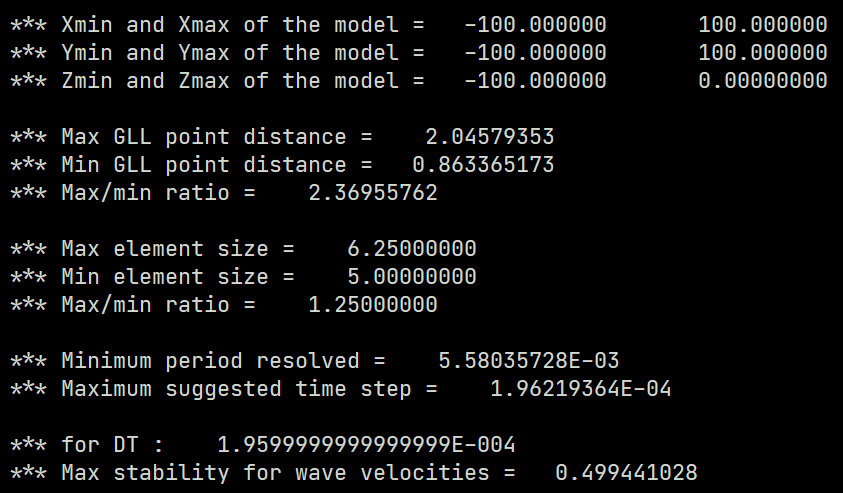 *** Xmin and Xmax of the model =   -100.000000       100.000000
*** Ymin and Ymax of the model =   -100.000000       100.000000
*** Zmin and Zmax of the model =   -100.000000       0.00000000
*** Max GLL point distance =    2.04579353
*** Min GLL point distance =   0.863365173
*** Max/min ratio =    2.36955762
*** Max element size =    6.25000000
*** Min element size =    5.00000000
*** Max/min ratio =    1.25000000
*** Minimum period resolved =    5.58035728E-03
*** Maximum suggested time step =    1.96219364E-04
*** for DT :    1.9599999999999999E-004
*** Max stability for wave velocities =   0.499441028